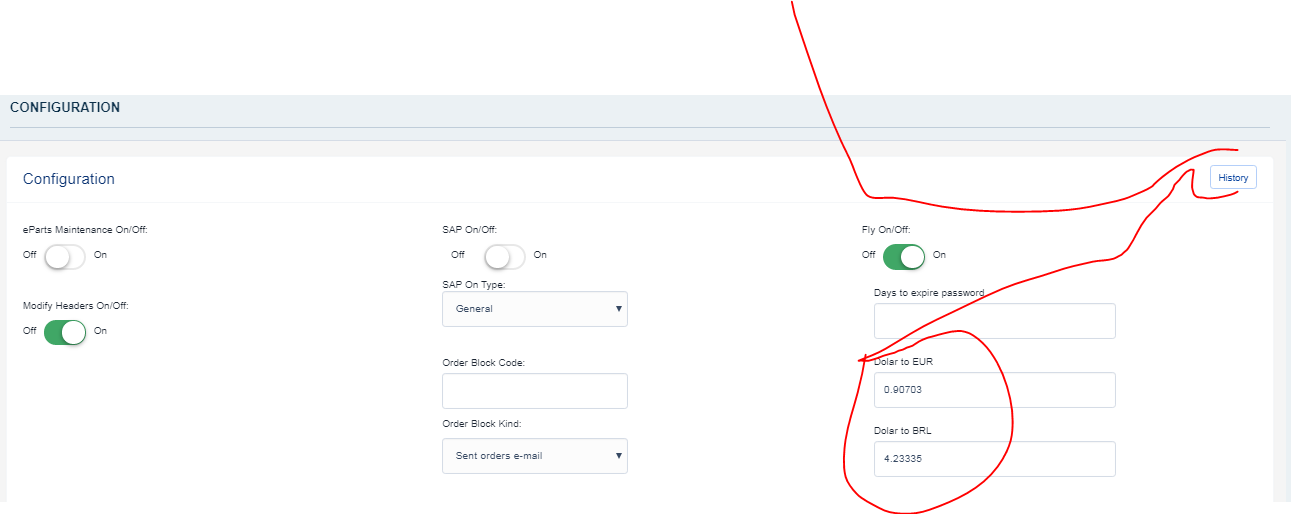 CONFIGURATION
Configuration
History
eParts Maintenance On/Off:
Off On
SAP On/Off:
Off On
Fly On/Off:
Off On
SAP On Type:
General
Days to expire password
Modify Headers On/Off:
Off On
Order Block Code:
Dolar to EUR
0.90703
Order Block Kind:
Sent orders e-mail
Dolar to BRL
4.23335